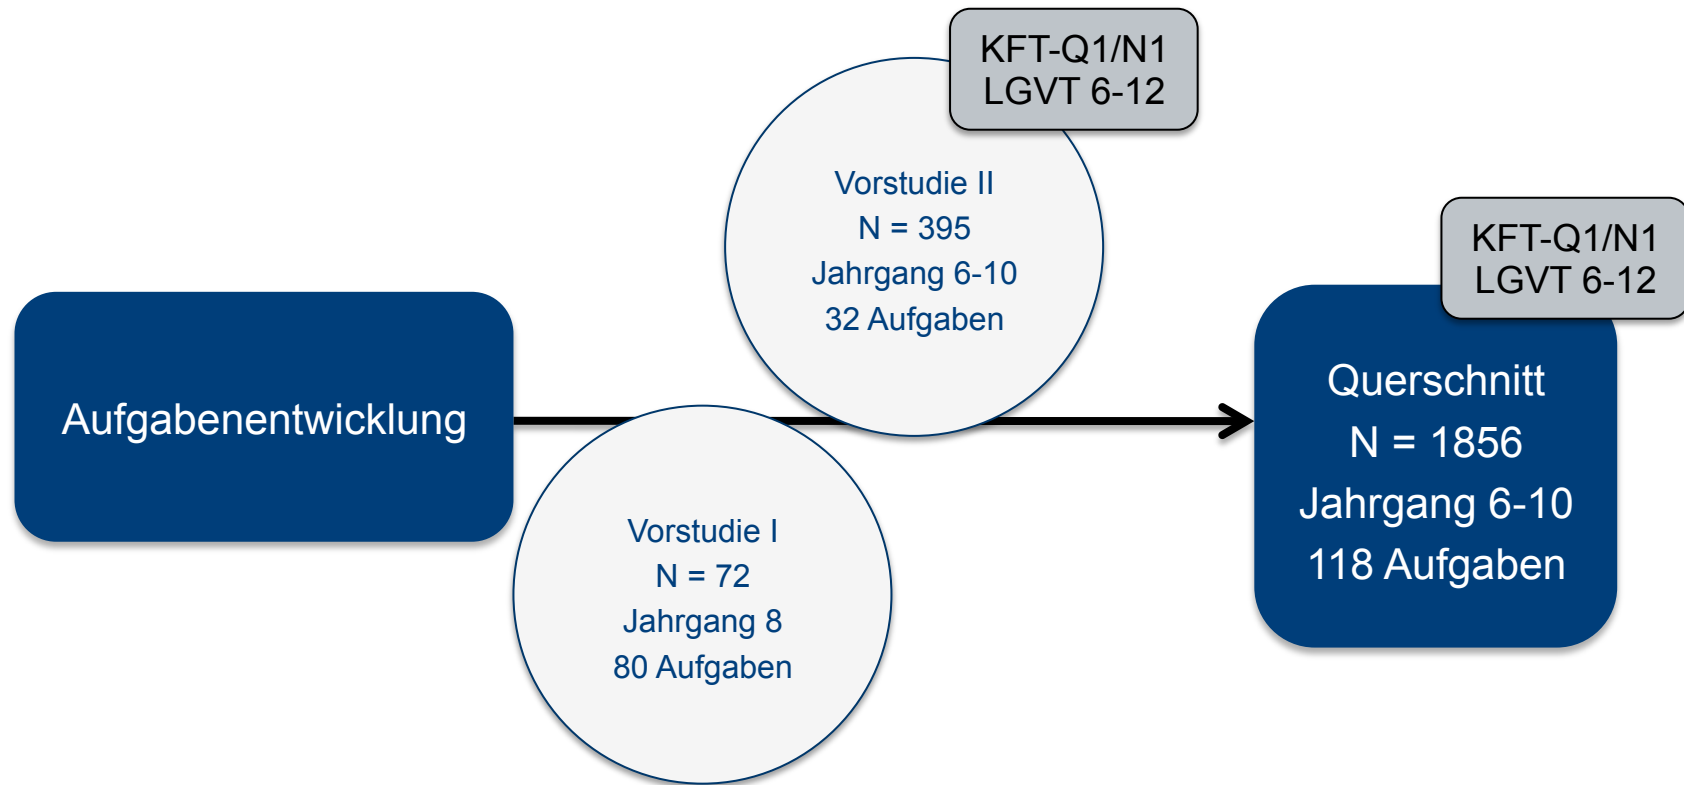 Aufgabenentwicklung
Vorstudie I
N = 72
Jahrgang 8
80 Aufgaben
KFT-Q1/N1
LGVT 6-12
Vorstudie II
N = 395
Jahrgang 6-10
32 Aufgaben
KFT-Q1/N1
LGVT 6-12
Querschnitt
N = 1856
Jahrgang 6-10
118 Aufgaben